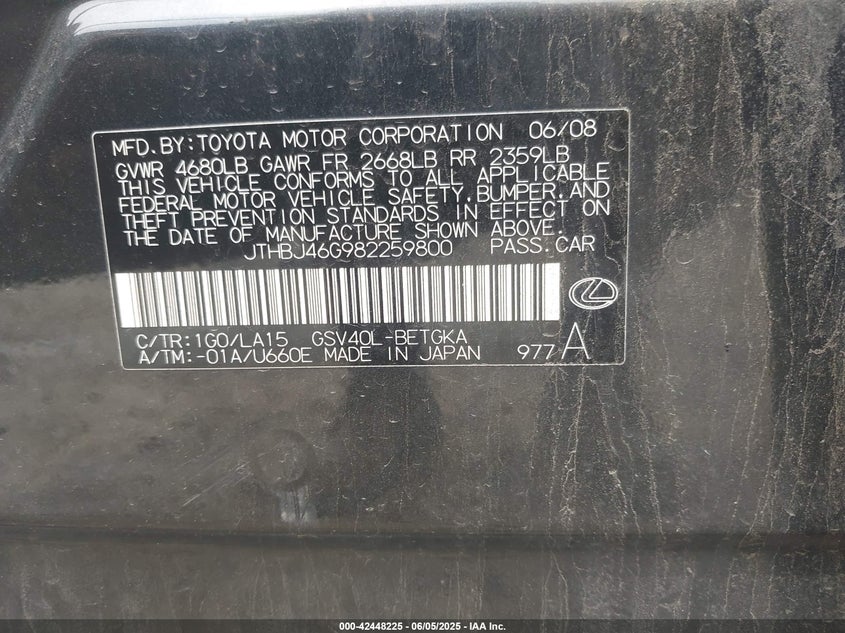 MFD. BY: TOYOTA MOTOR CORPORATION 06/08
GVWR 4680LB GAWR FR 2668LB RR 2359LB
THIS VEHICLE CONFORMS TO ALL APPLICABLE
FEDERAL MOTOR VEHICLE SAFETY, BUMPER, AND
THEFT PREVENTION STANDARDS IN EFFECT ON
THE DATE OF MANUFACTURE SHOWN ABOVE.
JTHBJ46G982259800 PASS. CAR
C/TR: 1G0/LA15 GSV40L-BETGKA
A/TM: -01A/U660E MADE IN JAPAN 977 A
000-42448225 - 06/05/2025 - IAA Inc.